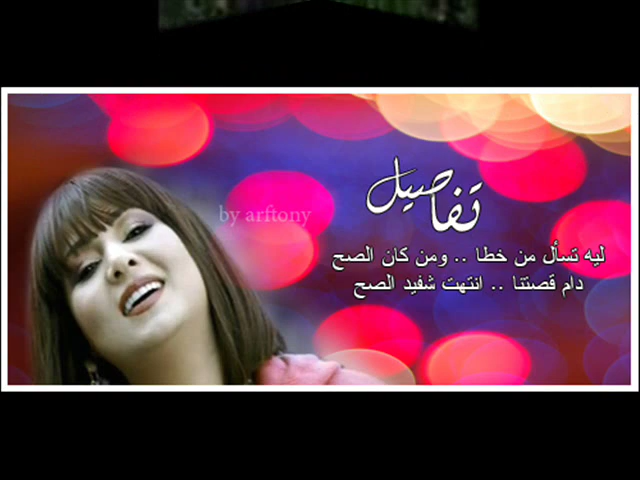 تفاصيل
by arftony
ليه تسأل من خطا .. ومن كان الصح
دام قصتنا .. انتهت شفيد الصح